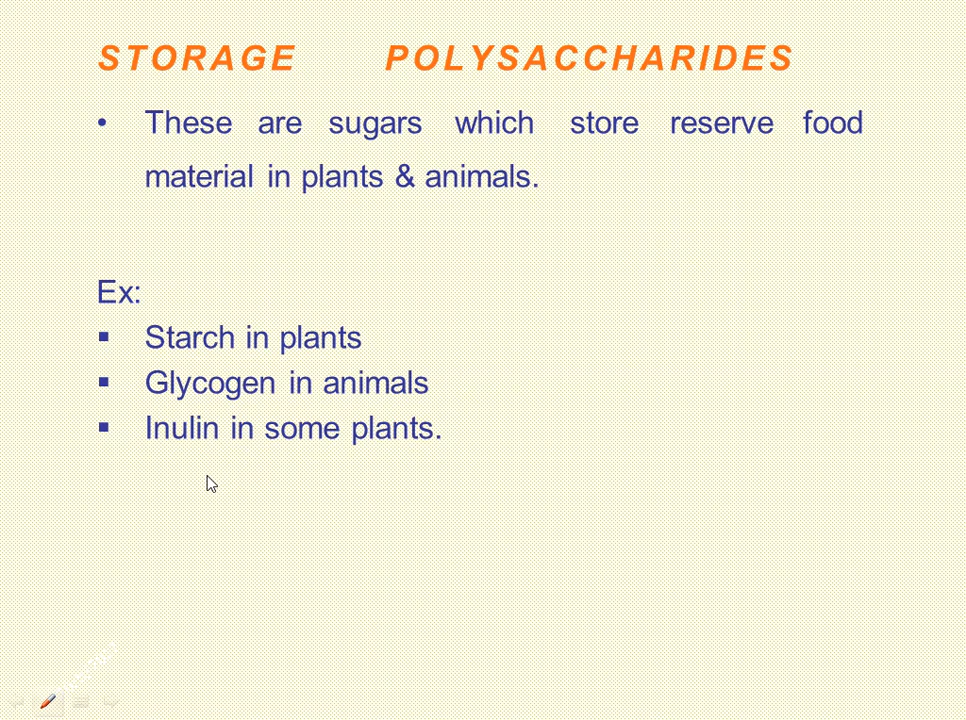 STORAGE POLYSACCHARIDES
• These are sugars which store reserve food
material in plants & animals.
Ex:
▪ Starch in plants
▪ Glycogen in animals
▪ Inulin in some plants.